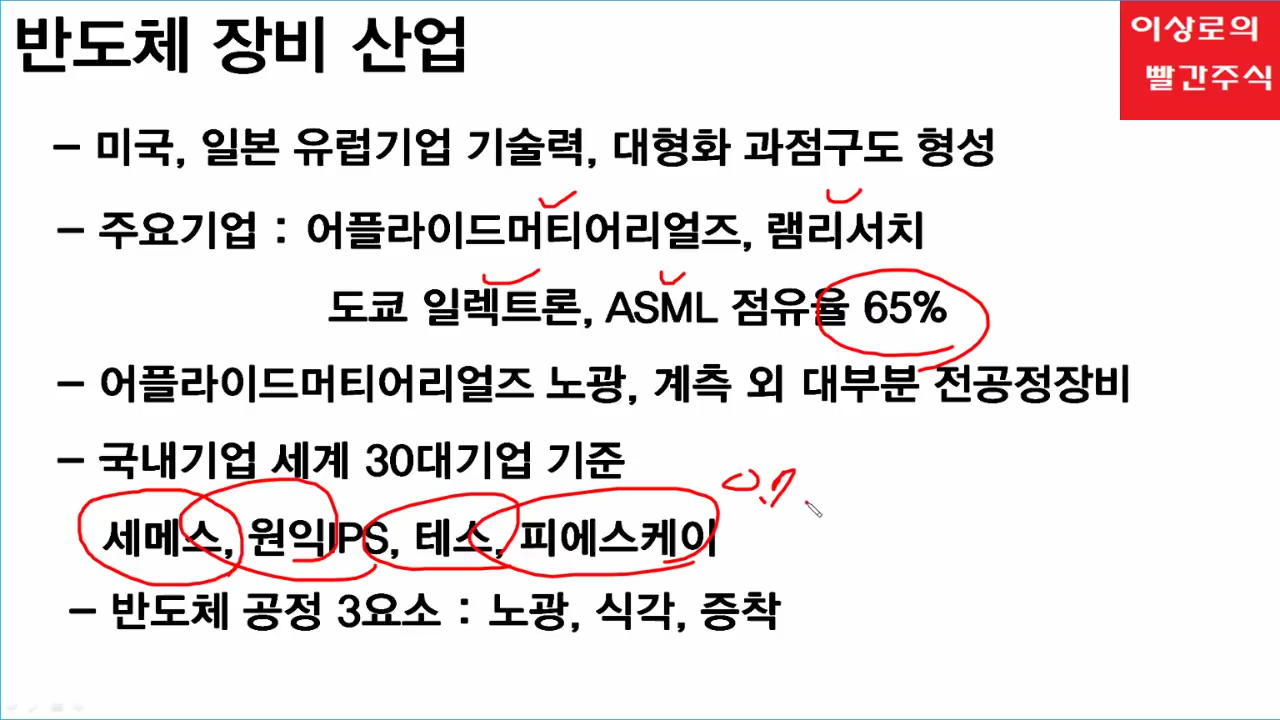 반도체 장비 산업
이상로의
빨간주식
– 미국, 일본 유럽기업 기술력, 대형화 과점구도 형성
– 주요기업 : 어플라이드머티어리얼즈, 램리서치
도쿄 일렉트론, ASML 점유율 65%
– 어플라이드머티어리얼즈 노광, 계측 외 대부분 전공정장비
– 국내기업 세계 30대기업 기준
세메스, 원익IPS, 테스, 피에스케이
– 반도체 공정 3요소 : 노광, 식각, 증착